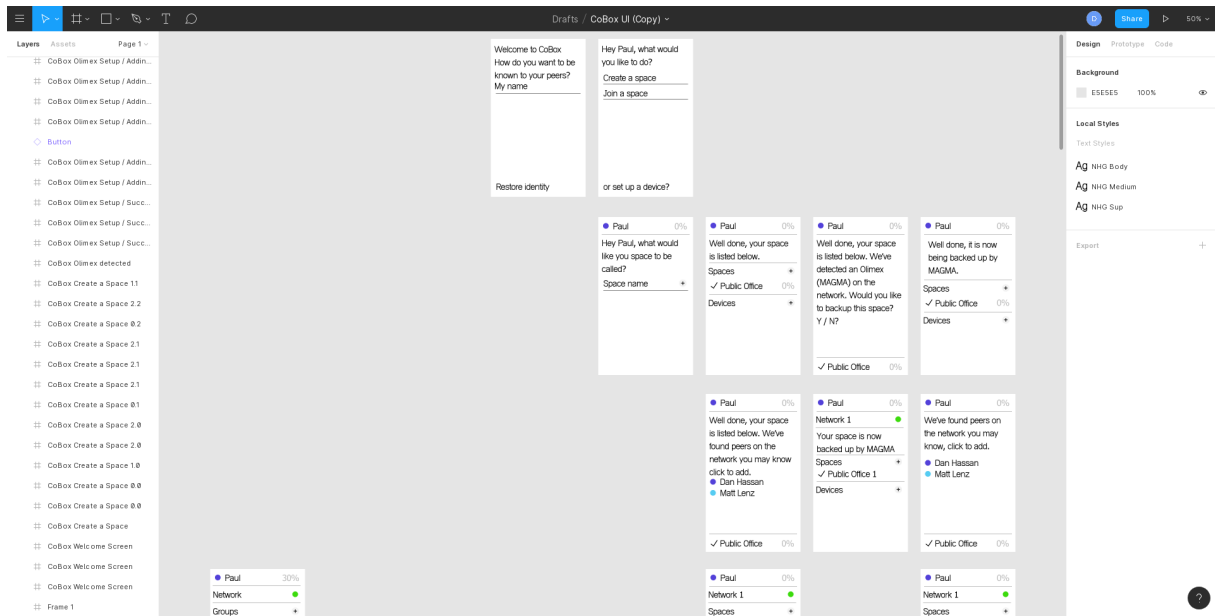 Drafts / CoBox UI (Copy)
D
Share
50%
Layers
Assets
Page 1
CoBox Olimex Setup / Addin...
CoBox Olimex Setup / Addin...
CoBox Olimex Setup / Addin...
CoBox Olimex Setup / Addin...
Button
CoBox Olimex Setup / Addin...
CoBox Olimex Setup / Addin...
CoBox Olimex Setup / Succ...
CoBox Olimex Setup / Succ...
CoBox Olimex Setup / Succ...
CoBox Olimex detected
CoBox Create a Space 1.1
CoBox Create a Space 2.2
CoBox Create a Space 0.2
CoBox Create a Space 2.1
CoBox Create a Space 2.1
CoBox Create a Space 2.1
CoBox Create a Space 0.1
CoBox Create a Space 2.0
CoBox Create a Space 2.0
CoBox Create a Space 1.0
CoBox Create a Space 0.0
CoBox Create a Space 0.0
CoBox Create a Space
CoBox Welcome Screen
CoBox Welcome Screen
CoBox Welcome Screen
Frame 1
Welcome to CoBox
How do you want to be
known to your peers?
My name
Restore identity
Hey Paul, what would
you like to do?
Create a space
Join a space
or set up a device?
Paul 0%
Hey Paul, what would
like you space to be
called?
Space name
Paul 0%
Well done, your space
is listed below.
Spaces
Public Office 0%
Devices
Paul 0%
Well done, your space
is listed below. We've
detected an Olimex
(MAGMA) on the
network. Would you like
to backup this space?
Y / N?
Public Office 0%
Paul 0%
Well done, it is now
being backed up by
MAGMA.
Spaces
Public Office 0%
Devices
Paul 0%
Well done, your space
is listed below. We've
found peers on the
network you may know
click to add.
Dan Hassan
Matt Lenz
Public Office 0%
Paul 0%
Network 1
Your space is now
backed up by MAGMA
Spaces
Public Office 1
Devices
Paul 0%
We've found peers on
the network you may
know, click to add.
Dan Hassan
Matt Lenz
Public Office 0%
Paul 30%
Network
Groups
Paul 0%
Network 1
Spaces
Paul 0%
Network 1
Spaces
Design
Prototype
Code
Background
E5E5E5 100%
Local Styles
Text Styles
Ag NHG Body
Ag NHG Medium
Ag NHG Sup
Export
?